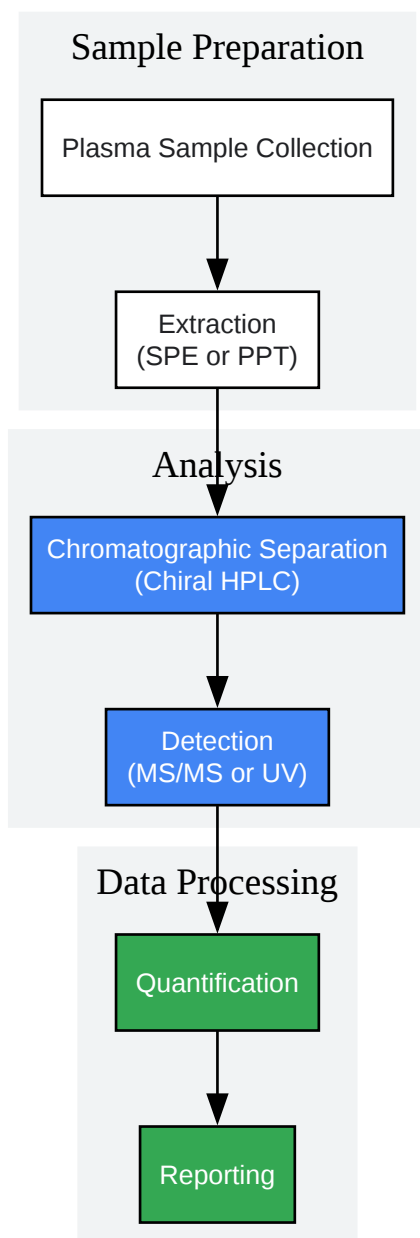 Sample Preparation
Plasma Sample Collection
Extraction
(SPE or PPT)
Analysis
Chromatographic Separation
(Chiral HPLC)
Detection
(MS/MS or UV)
Data Processing
Quantification
Reporting